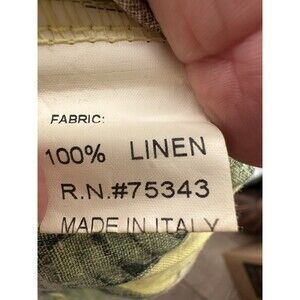 FABRIC:
100% LINEN
R.N.#75343
MADE IN ITALY